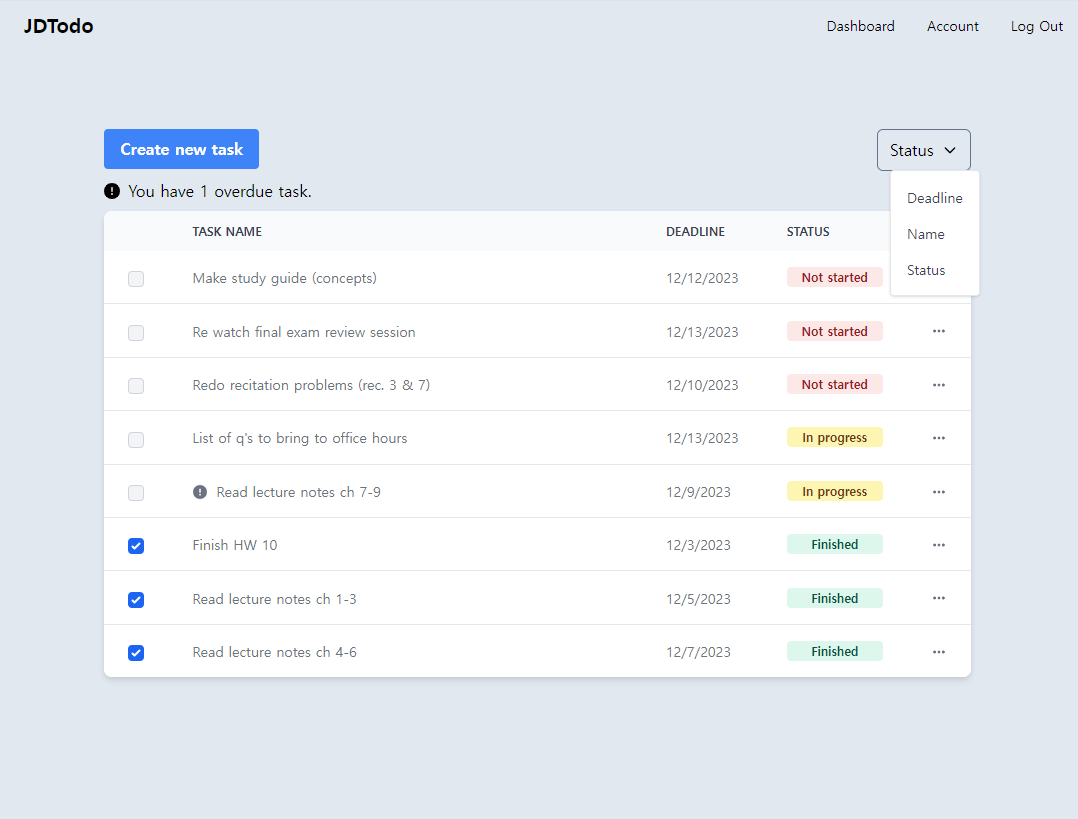 JDTodo Dashboard Account Log Out
Create new task Status
You have 1 overdue task.
Deadline
Name
Status
TASK NAME DEADLINE STATUS
Make study guide (concepts) 12/12/2023 Not started
Re watch final exam review session 12/13/2023 Not started
Redo recitation problems (rec. 3 & 7) 12/10/2023 Not started
List of q's to bring to office hours 12/13/2023 In progress
Read lecture notes ch 7-9 12/9/2023 In progress
Finish HW 10 12/3/2023 Finished
Read lecture notes ch 1-3 12/5/2023 Finished
Read lecture notes ch 4-6 12/7/2023 Finished